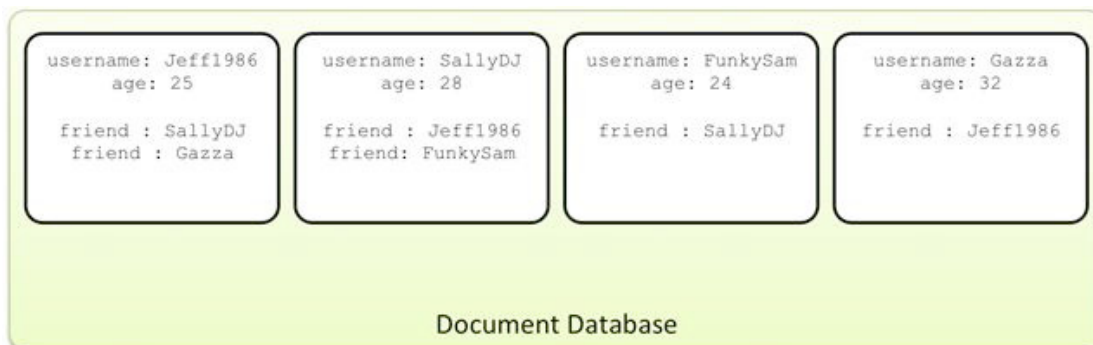 username: Jeff1986
age: 25
friend : SallyDJ
friend : Gazza
username: SallyDJ
age: 28
friend : Jeff1986
friend: FunkySam
username: FunkySam
age: 24
friend : SallyDJ
username: Gazza
age: 32
friend : Jeff1986
Document Database